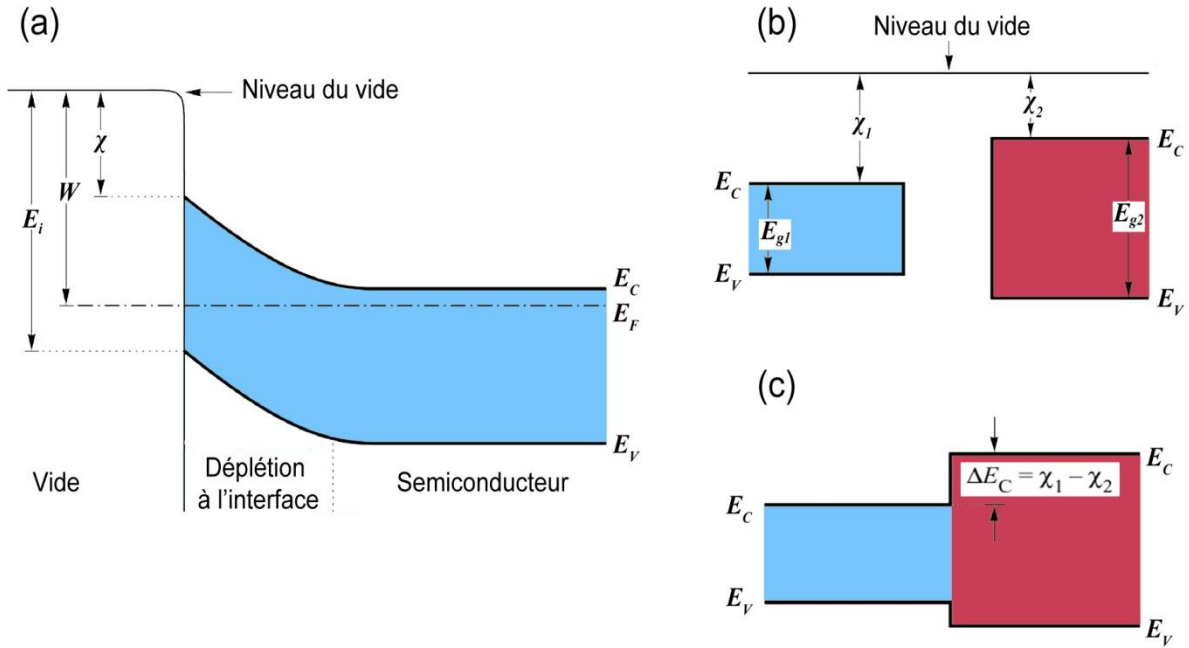 (a)
Niveau du vide
χ
W
E_i
E_C
E_F
E_V
Vide
Déplétion
à l'interface
Semiconducteur
(b)
Niveau du vide
χ_1
χ_2
E_C
E_C
E_g1
E_g2
E_V
E_V
(c)
E_C
ΔE_C = χ_1 – χ_2
E_C
E_V
E_V